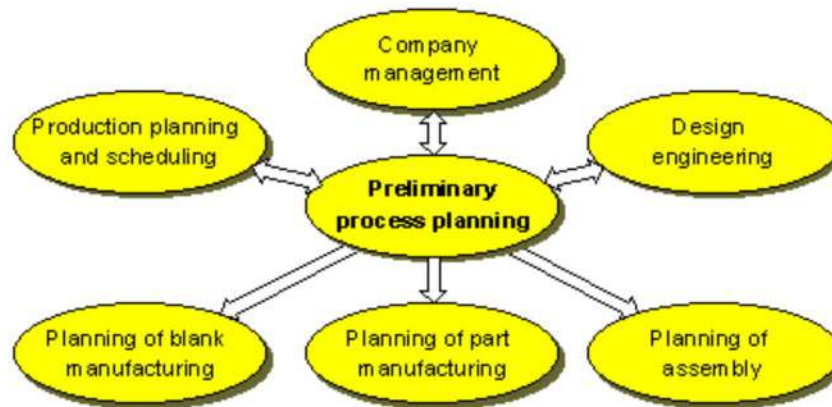 Company
management
Production planning
and scheduling
Design
engineering
Preliminary
process planning
Planning of blank
manufacturing
Planning of part
manufacturing
Planning of
assembly